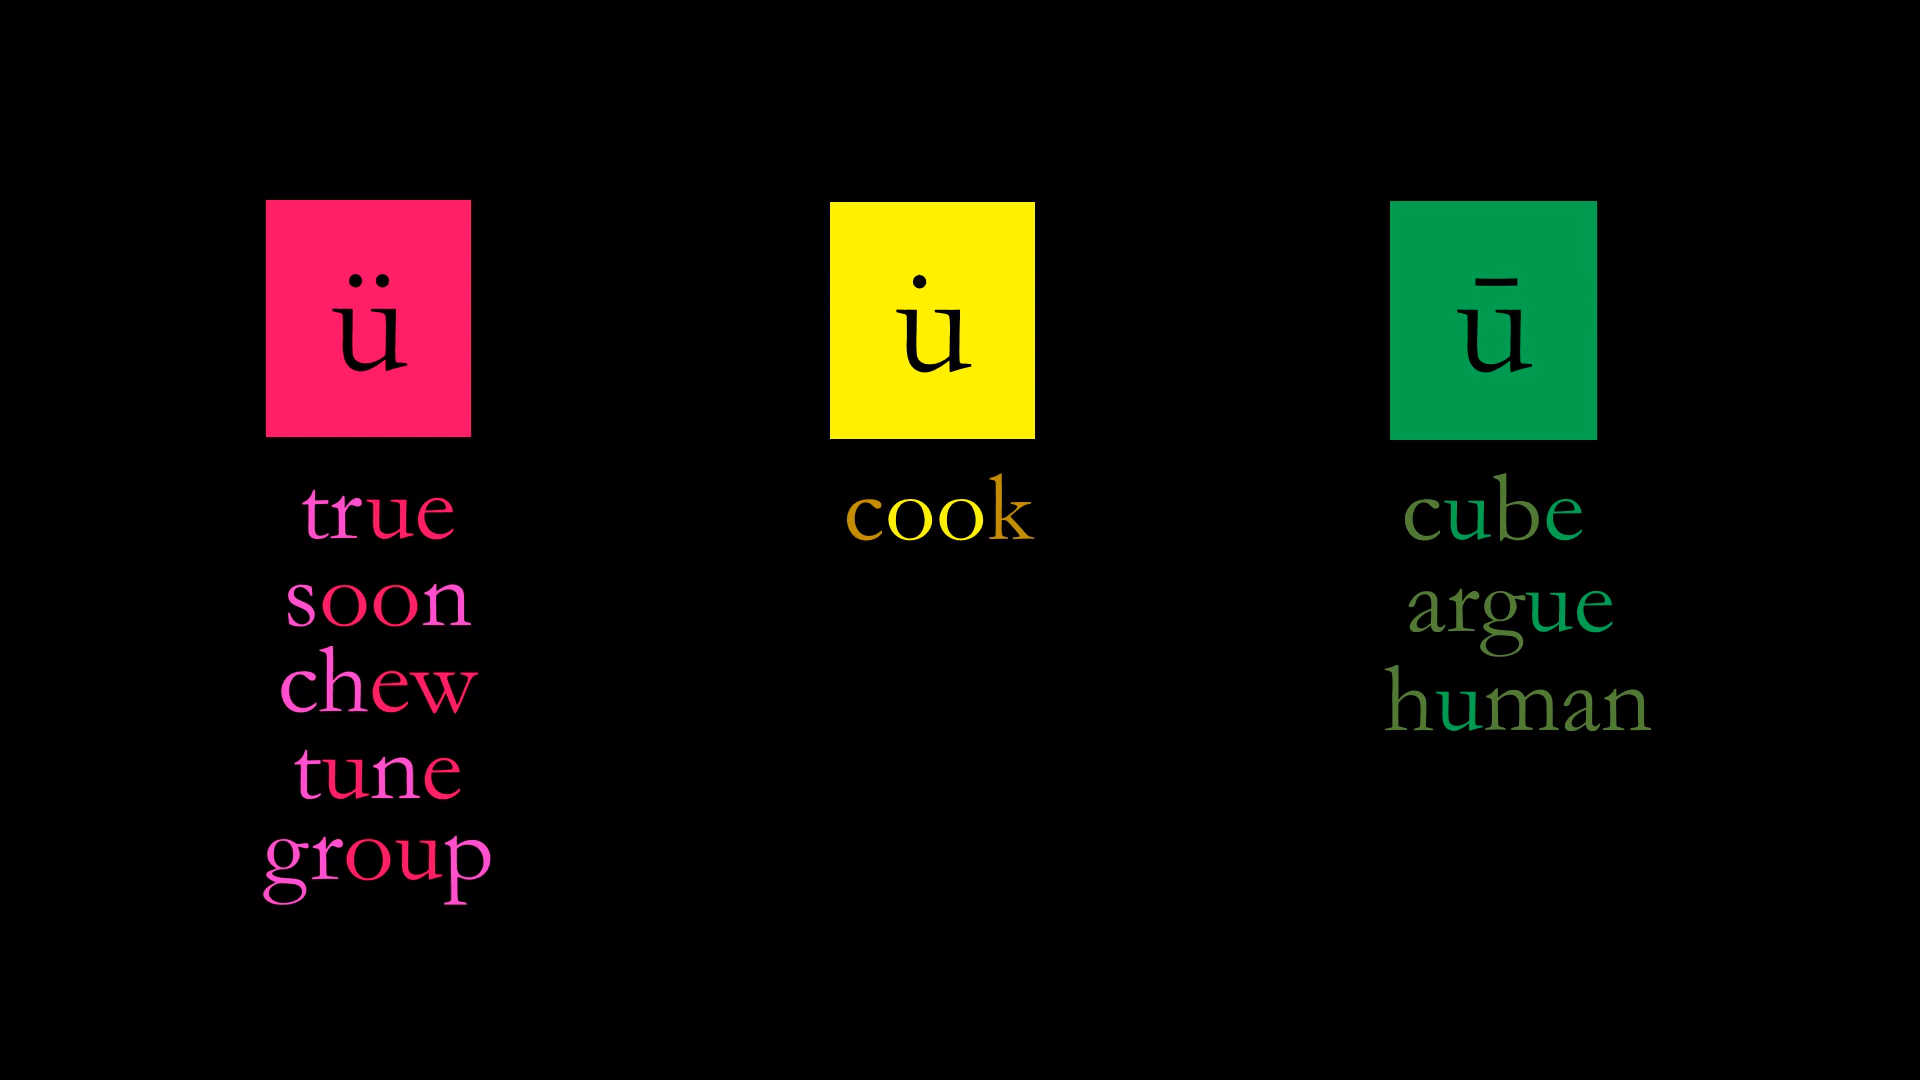 ü
true
soon
chew
tune
group
u̇
cook
ū
cube
argue
human